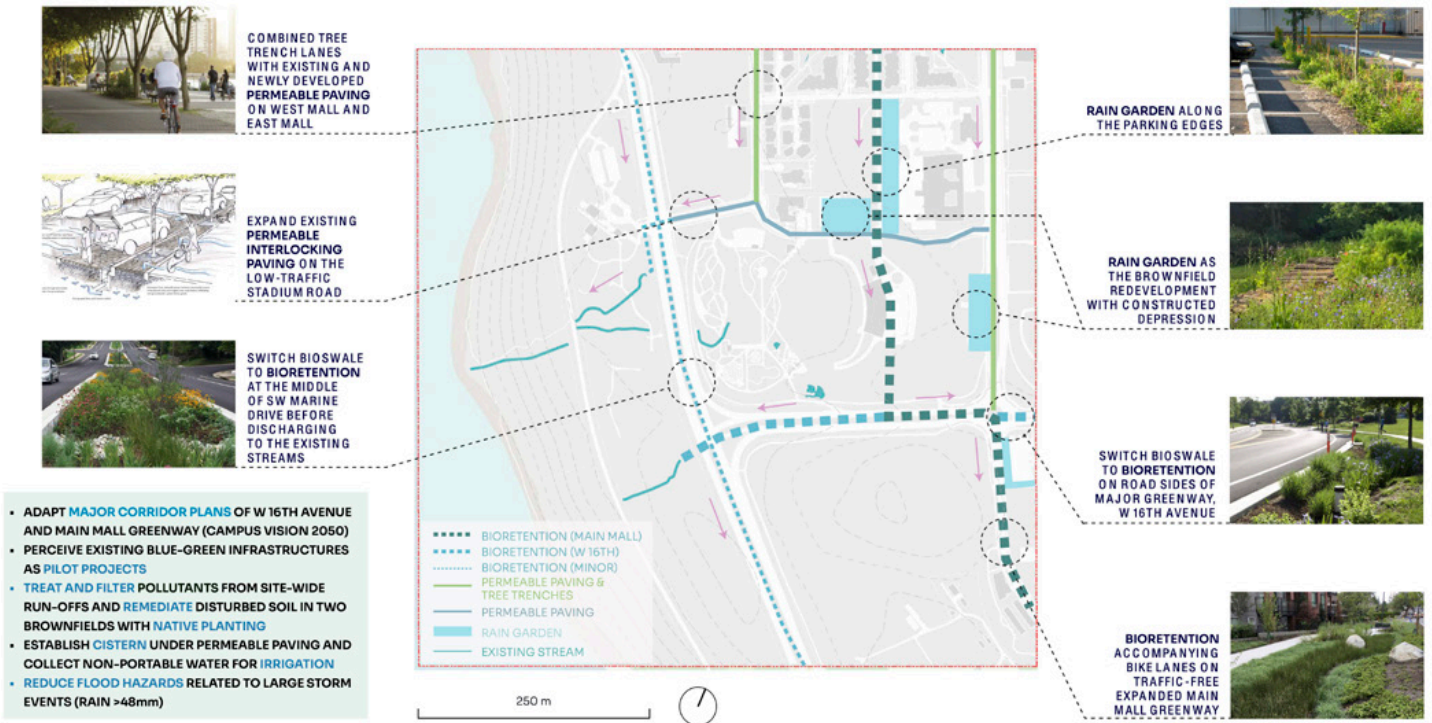 COMBINED TREE
TRENCH LANES
WITH EXISTING AND
NEWLY DEVELOPED
PERMEABLE PAVING
ON WEST MALL AND
EAST MALL
EXPAND EXISTING
PERMEABLE
INTERLOCKING
PAVING ON THE
LOW-TRAFFIC
STADIUM ROAD
SWITCH BIOSWALE
TO BIORETENTION
AT THE MIDDLE
OF SW MARINE
DRIVE BEFORE
DISCHARGING
TO THE EXISTING
STREAMS
• ADAPT MAJOR CORRIDOR PLANS OF W 16TH AVENUE
AND MAIN MALL GREENWAY (CAMPUS VISION 2050)
• PERCEIVE EXISTING BLUE-GREEN INFRASTRUCTURES
AS PILOT PROJECTS
• TREAT AND FILTER POLLUTANTS FROM SITE-WIDE
RUN-OFFS AND REMEDIATE DISTURBED SOIL IN TWO
BROWNFIELDS WITH NATIVE PLANTING
• ESTABLISH CISTERN UNDER PERMEABLE PAVING AND
COLLECT NON-PORTABLE WATER FOR IRRIGATION
• REDUCE FLOOD HAZARDS RELATED TO LARGE STORM
EVENTS (RAIN >48mm)
BIORETENTION (MAIN MALL)
BIORETENTION (W 16TH)
BIORETENTION (MINOR)
PERMEABLE PAVING &
TREE TRENCHES
PERMEABLE PAVING
RAIN GARDEN
EXISTING STREAM
250 m
RAIN GARDEN ALONG
THE PARKING EDGES
RAIN GARDEN AS
THE BROWNFIELD
REDEVELOPMENT
WITH CONSTRUCTED
DEPRESSION
SWITCH BIOSWALE
TO BIORETENTION
ON ROAD SIDES OF
MAJOR GREENWAY,
W 16TH AVENUE
BIORETENTION
ACCOMPANYING
BIKE LANES ON
TRAFFIC-FREE
EXPANDED MAIN
MALL GREENWAY